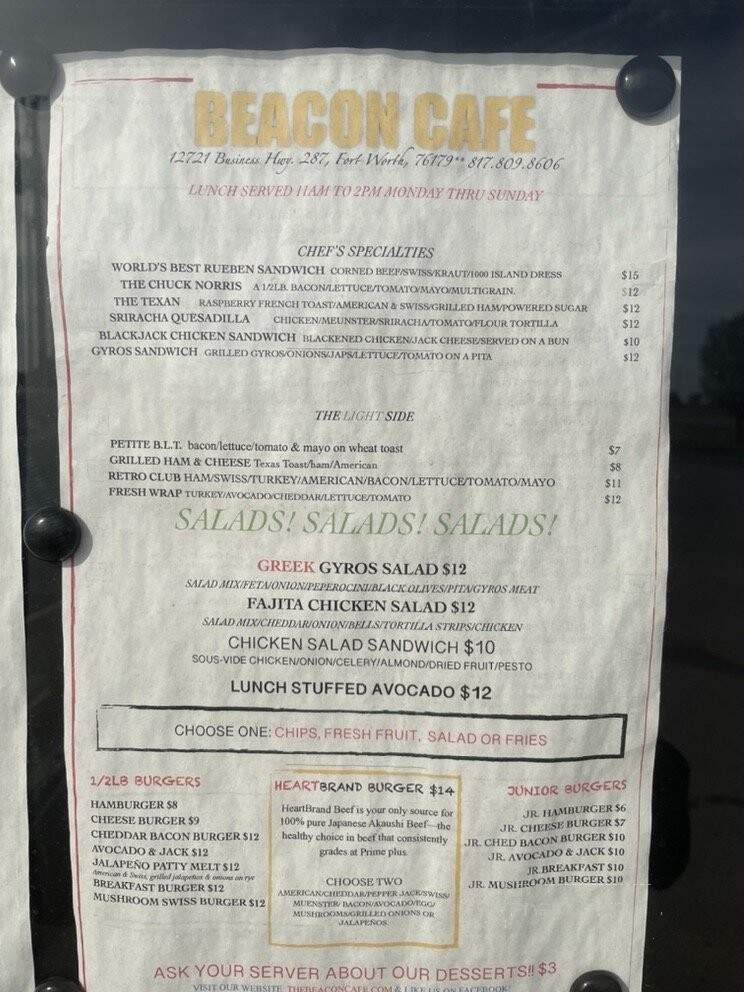 BEACON CAFE
12721 Business Hwy. 287, Fort Worth, 76179** 817.809.8606
LUNCH SERVED 11AM TO 2PM MONDAY THRU SUNDAY
CHEF'S SPECIALTIES
WORLD'S BEST RUEBEN SANDWICH CORNED BEEF/SWISS/KRAUT/1000 ISLAND DRESS $15
THE CHUCK NORRIS A 1/2LB. BACON/LETTUCE/TOMATO/MAYO/MULTIGRAIN. $12
THE TEXAN RASPBERRY FRENCH TOAST/AMERICAN & SWISS/GRILLED HAM/POWERED SUGAR $12
SRIRACHA QUESADILLA CHICKEN/MEUNSTER/SRIRACHA/TOMATO/FLOUR TORTILLA $12
BLACKJACK CHICKEN SANDWICH BLACKENED CHICKEN/JACK CHEESE/SERVED ON A BUN $10
GYROS SANDWICH GRILLED GYROS/ONIONS/JAPS/LETTUCE/TOMATO ON A PITA $12
THE LIGHT SIDE
PETITE B.L.T. bacon/lettuce/tomato & mayo on wheat toast $7
GRILLED HAM & CHEESE Texas Toast/ham/American $8
RETRO CLUB HAM/SWISS/TURKEY/AMERICAN/BACON/LETTUCE/TOMATO/MAYO $11
FRESH WRAP TURKEY/AVOCADO/CHEDDAR/LETTUCE/TOMATO $12
SALADS! SALADS! SALADS!
GREEK GYROS SALAD $12
SALAD MIX/FETA/ONION/PEPEROCINI/BLACK OLIVES/PITA/GYROS MEAT
FAJITA CHICKEN SALAD $12
SALAD MIX/CHEDDAR/ONION/BELLS/TORTILLA STRIPS/CHICKEN
CHICKEN SALAD SANDWICH $10
SOUS-VIDE CHICKEN/ONION/CELERY/ALMOND/DRIED FRUIT/PESTO
LUNCH STUFFED AVOCADO $12
CHOOSE ONE: CHIPS, FRESH FRUIT, SALAD OR FRIES
1/2LB BURGERS
HAMBURGER $8
CHEESE BURGER $9
CHEDDAR BACON BURGER $12
AVOCADO & JACK $12
JALAPEÑO PATTY MELT $12
American & Swiss, grilled jalapeños & onions on rye
BREAKFAST BURGER $12
MUSHROOM SWISS BURGER $12
HEARTBRAND BURGER $14
HeartBrand Beef is your only source for
100% pure Japanese Akaushi Beef—the
healthy choice in beef that consistently
grades at Prime plus.
CHOOSE TWO
AMERICAN/CHEDDAR/PEPPER JACK/SWISS/
MUENSTER/ BACON/AVOCADO/EGG/
MUSHROOMS/GRILLED ONIONS OR
JALAPEÑOS.
JUNIOR BURGERS
JR. HAMBURGER $6
JR. CHEESE BURGER $7
JR. CHED BACON BURGER $10
JR. AVOCADO & JACK $10
JR.BREAKFAST $10
JR. MUSHROOM BURGER $10
ASK YOUR SERVER ABOUT OUR DESSERTS!! $3
VISIT OUR WEBSITE THEBEACONCAFE.COM & LIKE US ON FACEBOOK!